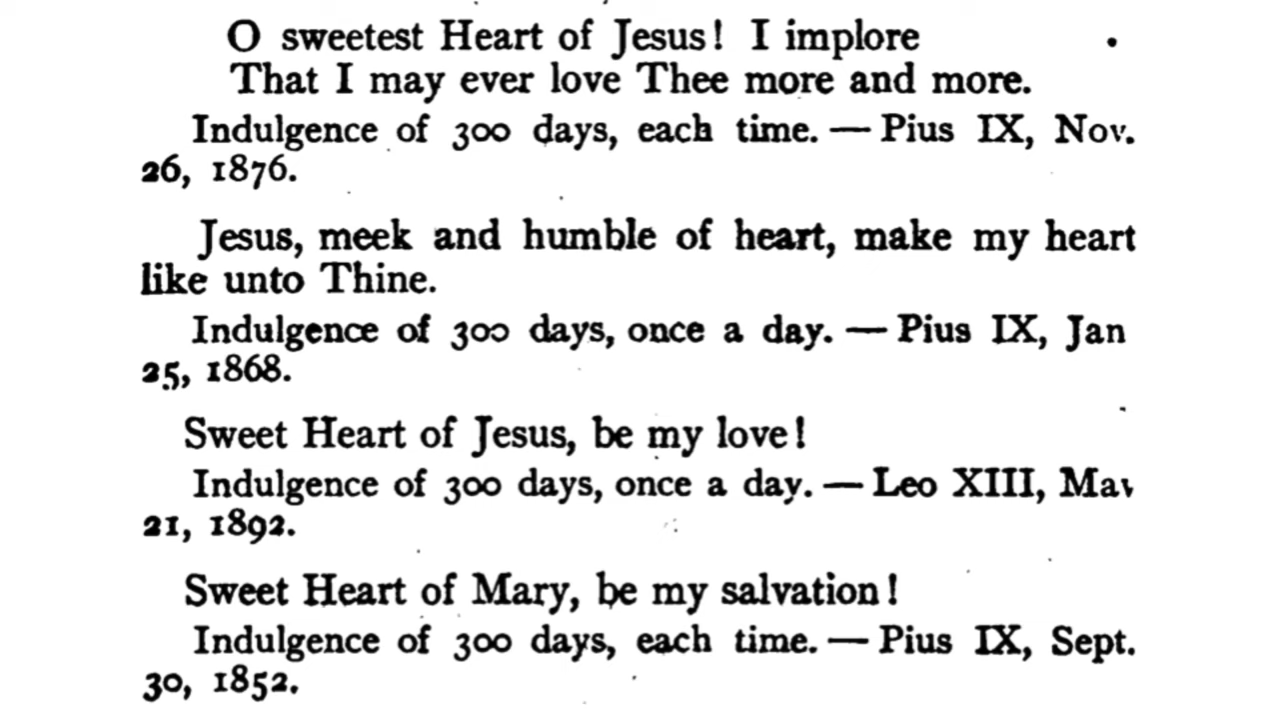 O sweetest Heart of Jesus! I implore
That I may ever love Thee more and more.
Indulgence of 300 days, each time. — Pius IX, Nov.
26, 1876.
Jesus, meek and humble of heart, make my heart
like unto Thine.
Indulgence of 300 days, once a day. — Pius IX, Jan
25, 1868.
Sweet Heart of Jesus, be my love!
Indulgence of 300 days, once a day. — Leo XIII, May
21, 1892.
Sweet Heart of Mary, be my salvation!
Indulgence of 300 days, each time. — Pius IX, Sept.
30, 1852.